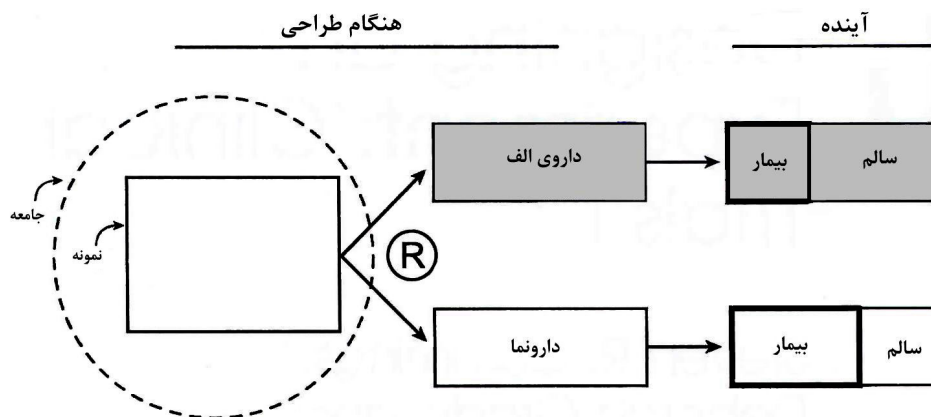 هنگام طراحی
آینده
جامعه
نمونه
داروی الف
بیمار
سالم
R
دارونما
بیمار
سالم